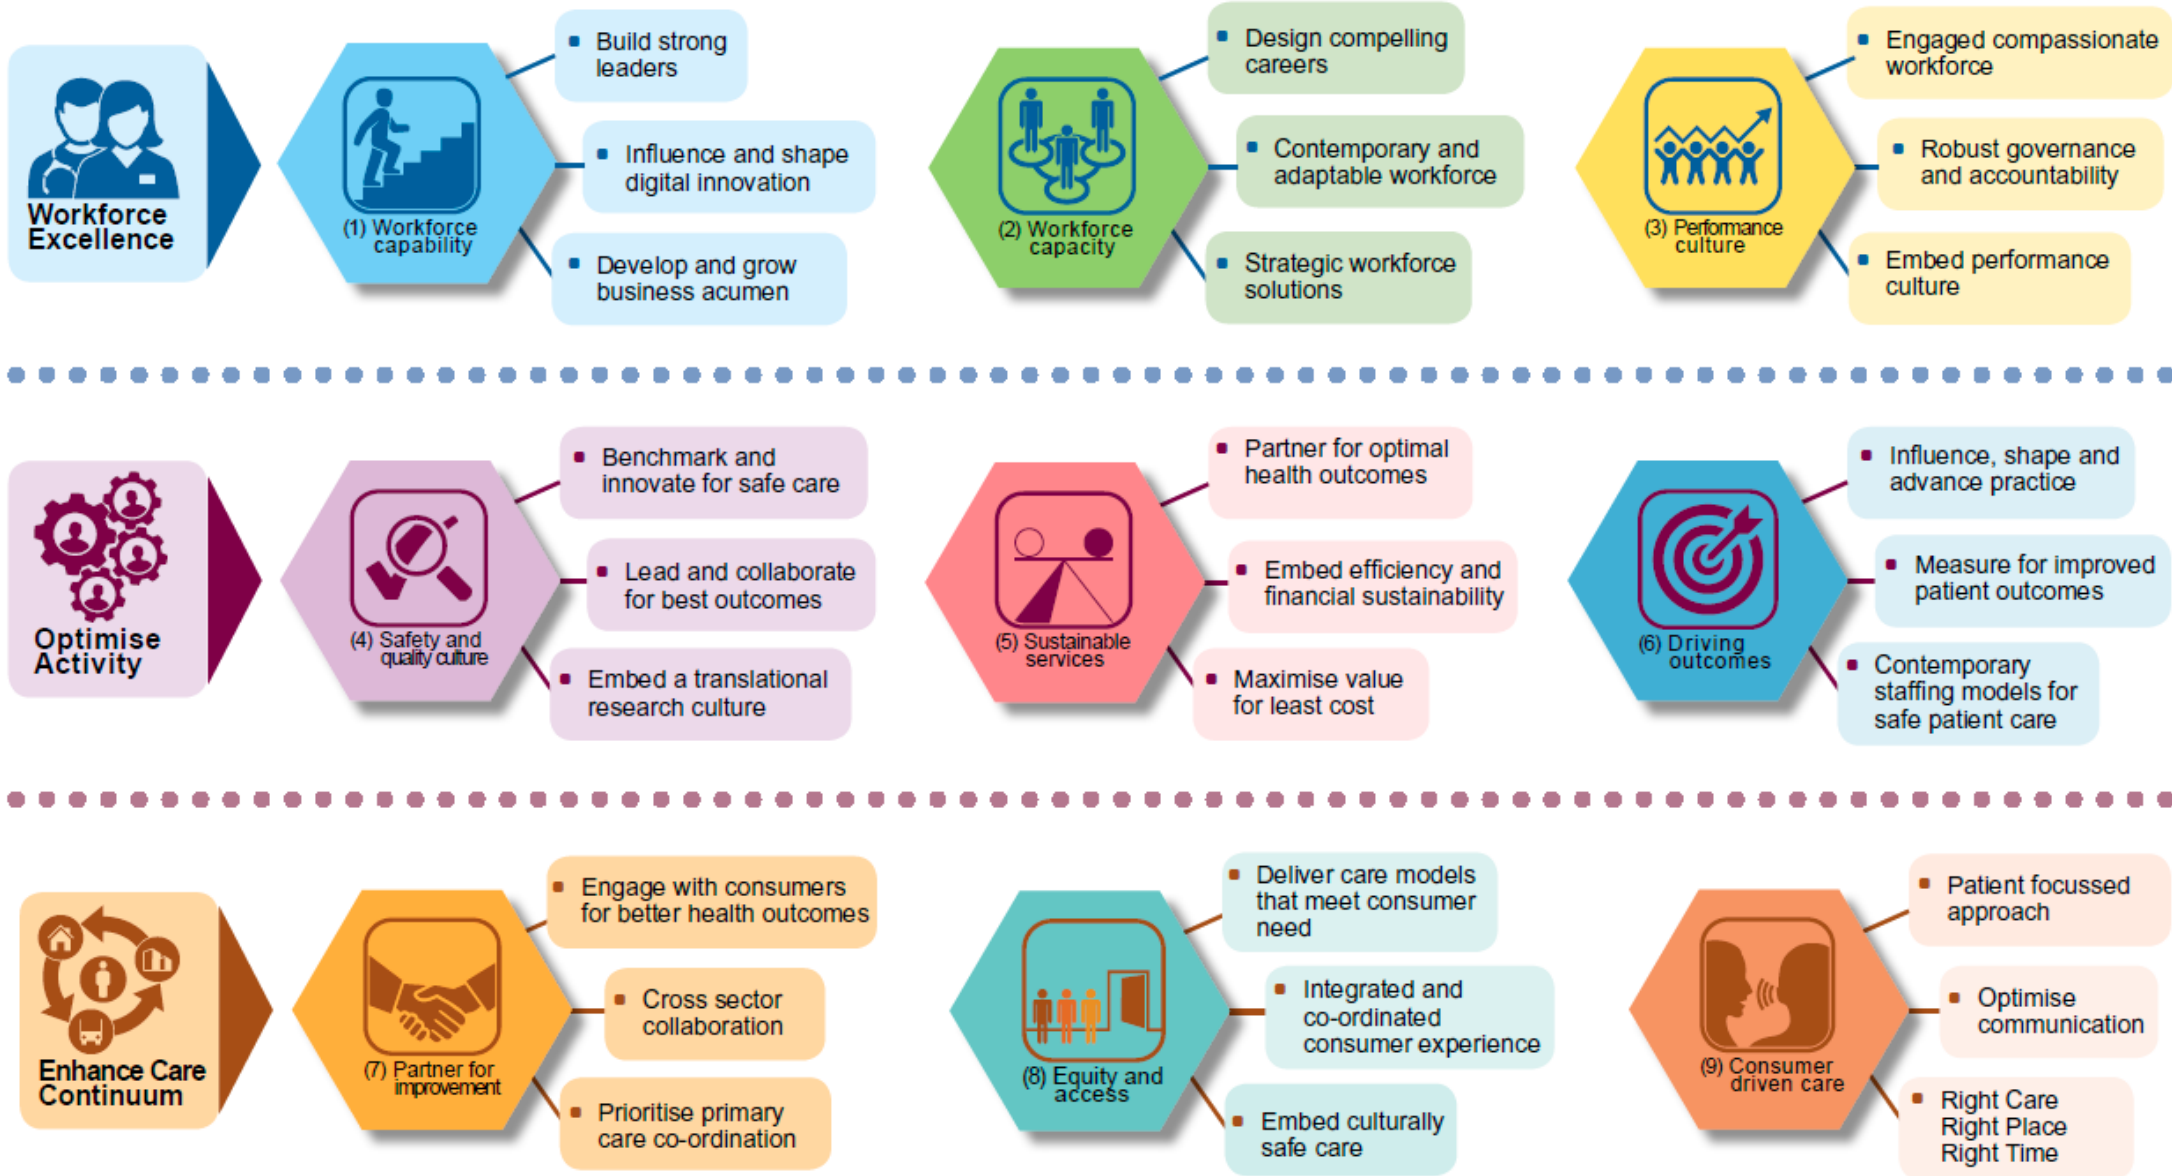 Workforce
Excellence
(1) Workforce
capability
Build strong
leaders
Influence and shape
digital innovation
Develop and grow
business acumen
(2) Workforce
capacity
Design compelling
careers
Contemporary and
adaptable workforce
Strategic workforce
solutions
(3) Performance
culture
Engaged compassionate
workforce
Robust governance
and accountability
Embed performance
culture
Optimise
Activity
(4) Safety and
quality culture
Benchmark and
innovate for safe care
Lead and collaborate
for best outcomes
Embed a translational
research culture
(5) Sustainable
services
Partner for optimal
health outcomes
Embed efficiency and
financial sustainability
Maximise value
for least cost
(6) Driving
outcomes
Influence, shape and
advance practice
Measure for improved
patient outcomes
Contemporary
staffing models for
safe patient care
Enhance Care
Continuum
(7) Partner for
improvement
Engage with consumers
for better health outcomes
Cross sector
collaboration
Prioritise primary
care co-ordination
(8) Equity and
access
Deliver care models
that meet consumer
need
Integrated and
co-ordinated
consumer experience
Embed culturally
safe care
(9) Consumer
driven care
Patient focussed
approach
Optimise
communication
Right Care
Right Place
Right Time